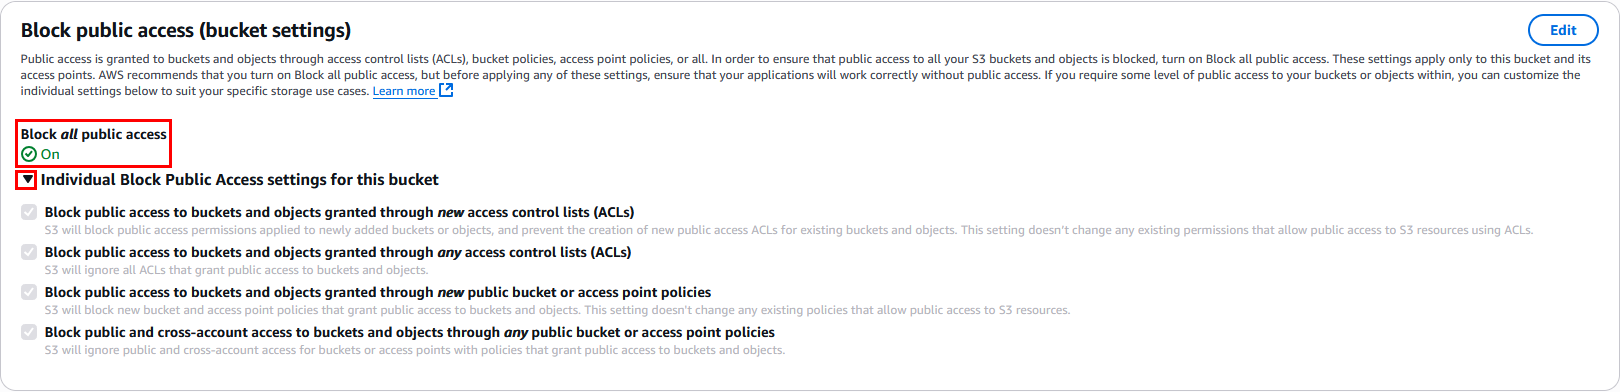 Block public access (bucket settings)
Edit
Public access is granted to buckets and objects through access control lists (ACLs), bucket policies, access point policies, or all. In order to ensure that public access to all your S3 buckets and objects is blocked, turn on Block all public access. These settings apply only to this bucket and its
access points. AWS recommends that you turn on Block all public access, but before applying any of these settings, ensure that your applications will work correctly without public access. If you require some level of public access to your buckets or objects within, you can customize the
individual settings below to suit your specific storage use cases. Learn more
Block all public access
On
Individual Block Public Access settings for this bucket
Block public access to buckets and objects granted through new access control lists (ACLs)
S3 will block public access permissions applied to newly added buckets or objects, and prevent the creation of new public access ACLs for existing buckets and objects. This setting doesn't change any existing permissions that allow public access to S3 resources using ACLs.
Block public access to buckets and objects granted through any access control lists (ACLs)
S3 will ignore all ACLs that grant public access to buckets and objects.
Block public access to buckets and objects granted through new public bucket or access point policies
S3 will block new bucket and access point policies that grant public access to buckets and objects. This setting doesn't change any existing policies that allow public access to S3 resources.
Block public and cross-account access to buckets and objects through any public bucket or access point policies
S3 will ignore public and cross-account access for buckets or access points with policies that grant public access to buckets and objects.